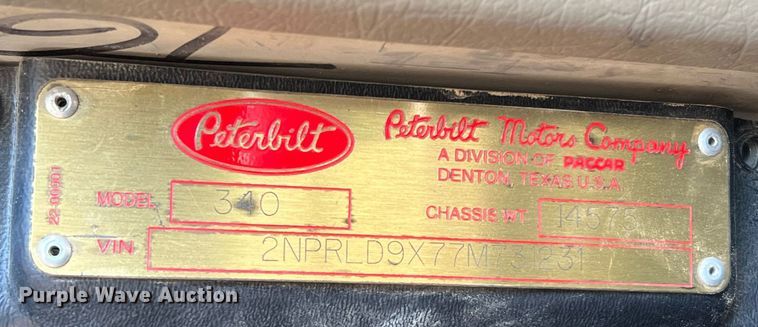 Peterbilt
Peterbilt Motors Company
A DIVISION OF PACCAR
DENTON, TEXAS U.S.A.
MODEL 340
CHASSIS WT. 14575
VIN 2NPRLD9X77M731231
22-00601
Purple Wave Auction